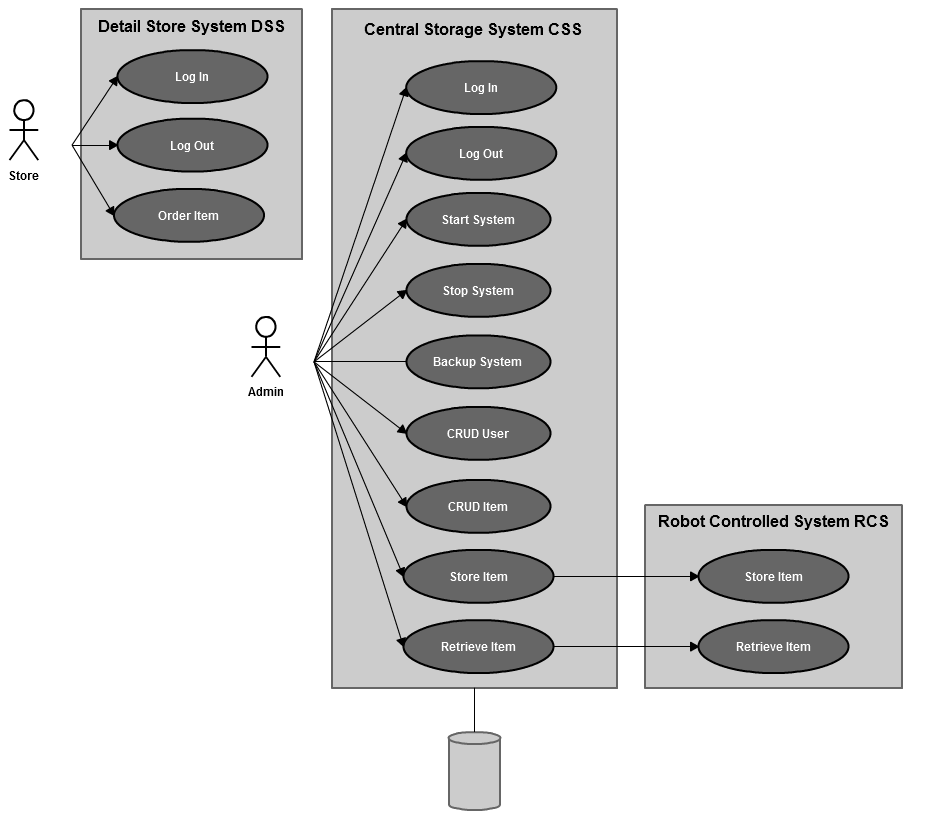 Detail Store System DSS
Log In
Log Out
Order Item
Store
Central Storage System CSS
Log In
Log Out
Start System
Stop System
Backup System
CRUD User
CRUD Item
Store Item
Retrieve Item
Admin
Robot Controlled System RCS
Store Item
Retrieve Item